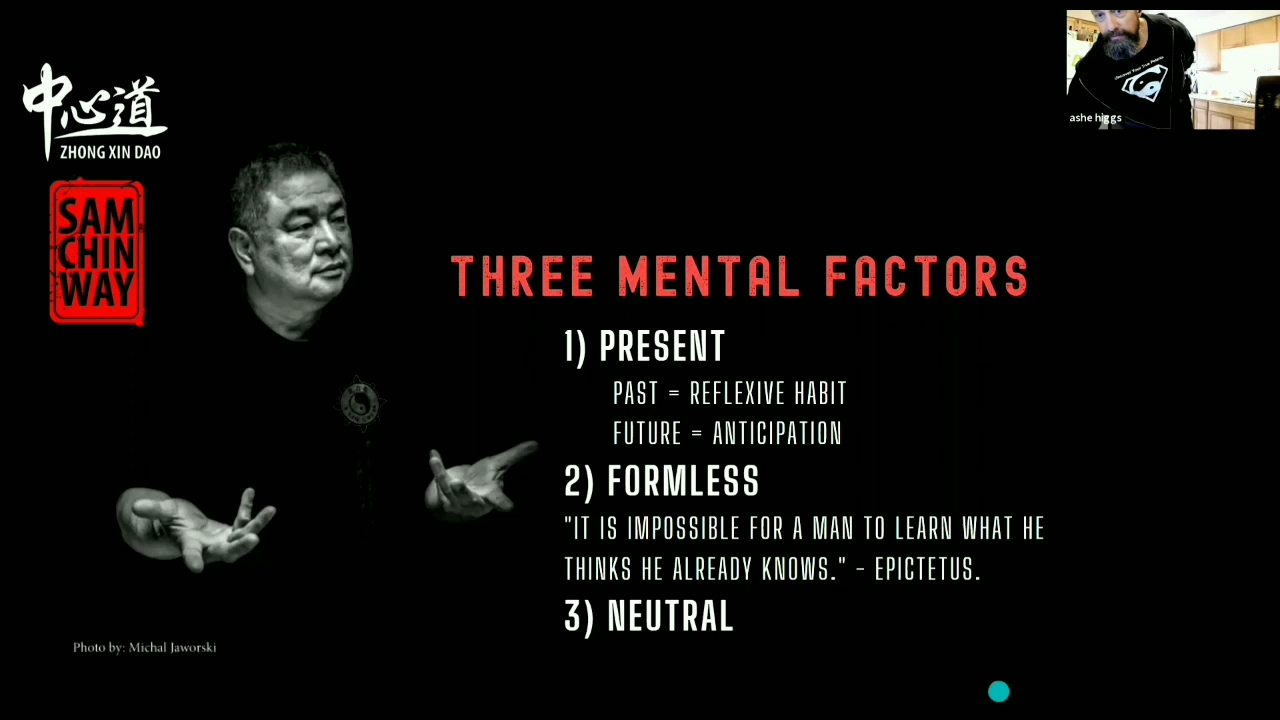 中心道
ZHONG XIN DAO
SAM
CHIN
WAY
THREE MENTAL FACTORS
1) PRESENT
PAST = REFLEXIVE HABIT
FUTURE = ANTICIPATION
2) FORMLESS
"IT IS IMPOSSIBLE FOR A MAN TO LEARN WHAT HE
THINKS HE ALREADY KNOWS." - EPICTETUS.
3) NEUTRAL
Photo by: Michal Jaworski
ashe higgs